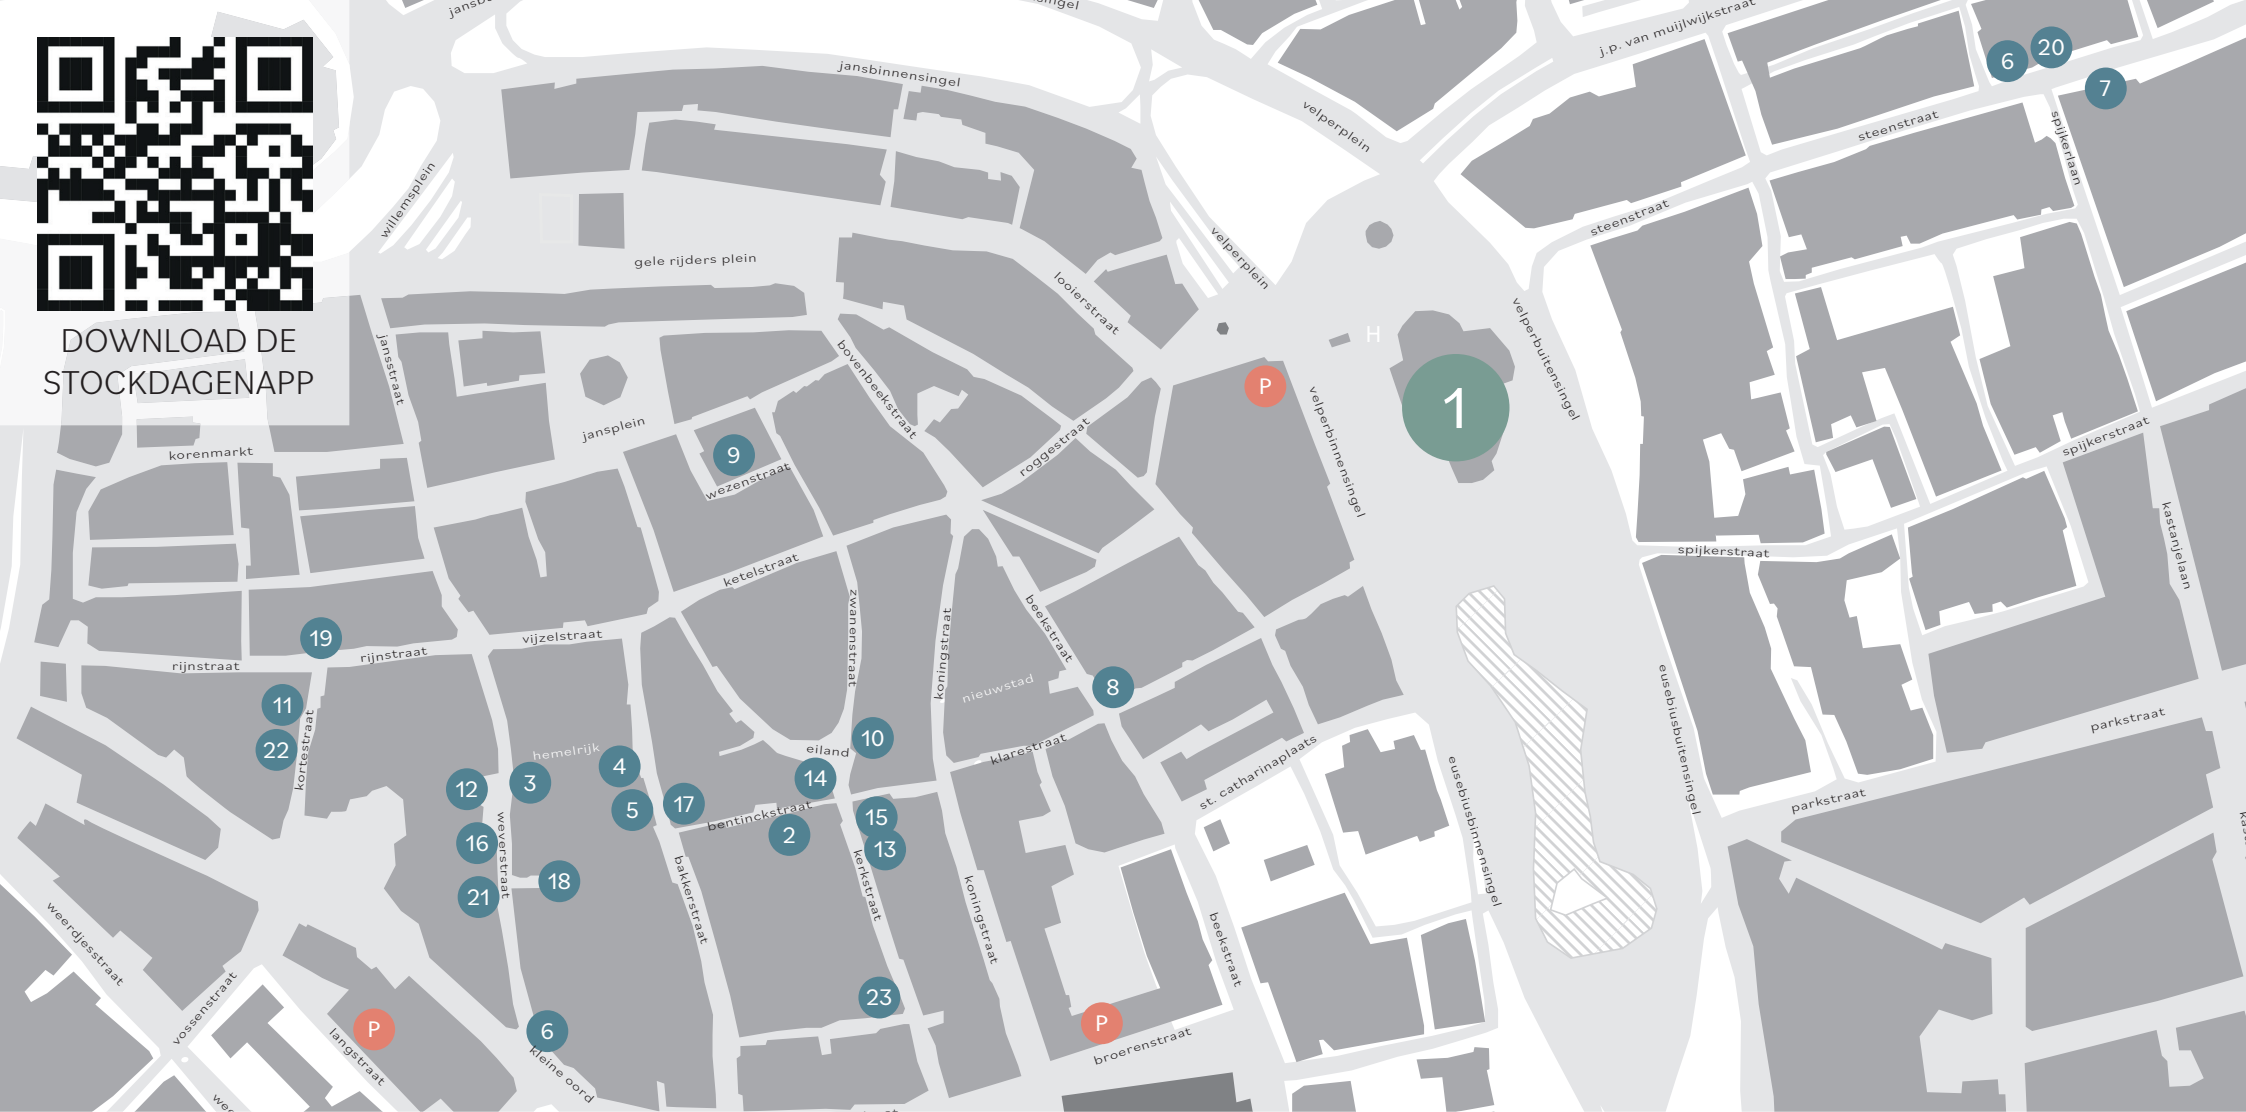 jansbinnensingel
j.p. van muijlwijkstraat
6
20
7
velperplein
steenstraat
spijkerlaan
willemsplein
steenstraat
velperplein
gele rijders plein
looierstraat
H
velperbuitensingel
DOWNLOAD DE
STOCKDAGENAPP
jansstraat
bovenbeekstraat
P
1
velperbinnensingel
jansplein
roggestraat
spijkerstraat
korenmarkt
9
wezenstraat
kastanjelaan
spijkerstraat
ketelstraat
zwanenstraat
koningstraat
beekstraat
19
vijzelstraat
rijnstraat
rijnstraat
nieuwstad
8
eusebiusbuitensingel
11
22
kortestraat
hemelrijk
4
eiland
10
klarestraat
parkstraat
12
3
5
17
14
st. catharinaplaats
eusebiusbinnensingel
parkstraat
bentinckstraat
2
15
13
16
weverstraat
18
21
bakkerstraat
kerkstraat
koningstraat
beekstraat
weerdjesstraat
vossenstraat
23
P
langstraat
6
kleine oord
P
broerenstraat